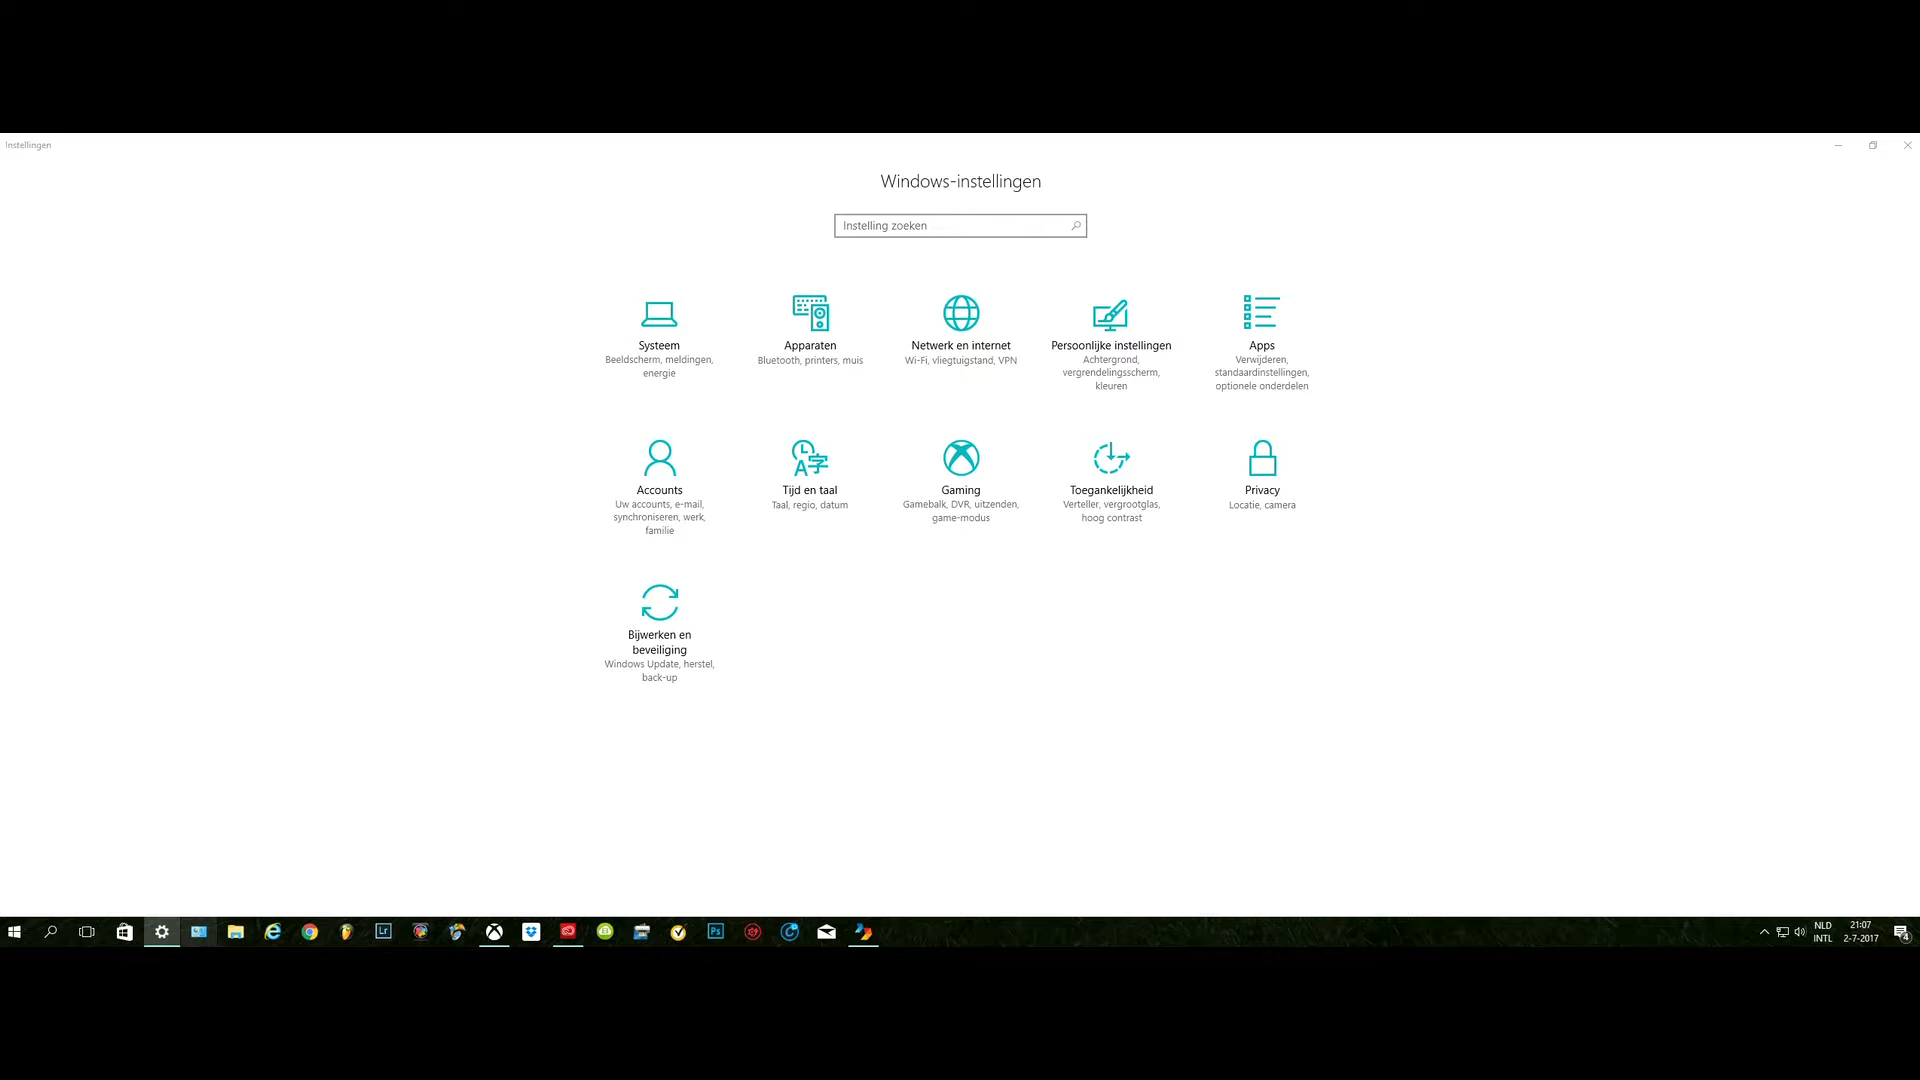 Instellingen
Windows-instellingen
Instelling zoeken
Systeem
Beeldscherm, meldingen,
energie
Apparaten
Bluetooth, printers, muis
Netwerk en internet
Wi-Fi, vliegtuigstand, VPN
Persoonlijke instellingen
Achtergrond,
vergrendelingsscherm,
kleuren
Apps
Verwijderen,
standaardinstellingen,
optionele onderdelen
Accounts
Uw accounts, e-mail,
synchroniseren, werk,
familie
Tijd en taal
Taal, regio, datum
Gaming
Gamebalk, DVR, uitzenden,
game-modus
Toegankelijkheid
Verteller, vergrootglas,
hoog contrast
Privacy
Locatie, camera
Bijwerken en
beveiliging
Windows Update, herstel,
back-up
Lr
Ps
NLD
INTL
21:07
2-7-2017
4